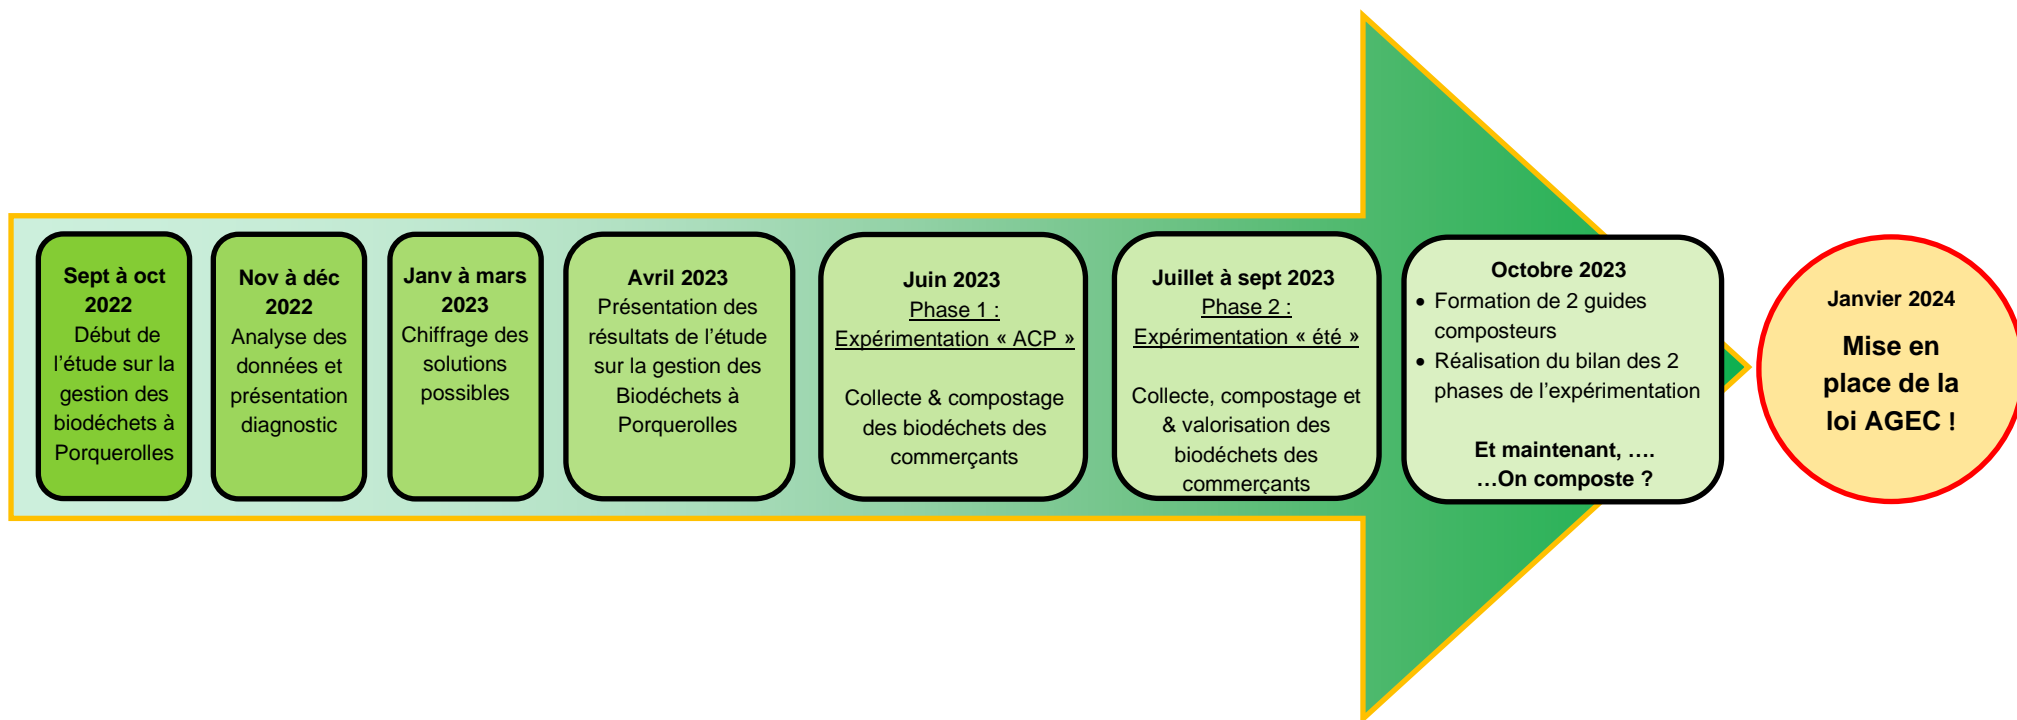 Sept à oct
2022
Début de
l'étude sur la
gestion des
biodéchets à
Porquerolles
Nov à déc
2022
Analyse des
données et
présentation
diagnostic
Janv à mars
2023
Chiffrage des
solutions
possibles
Avril 2023
Présentation des
résultats de l'étude
sur la gestion des
Biodéchets à
Porquerolles
Juin 2023
Phase 1 :
Expérimentation « ACP »
Collecte & compostage
des biodéchets des
commerçants
Juillet à sept 2023
Phase 2 :
Expérimentation « été »
Collecte, compostage et
& valorisation des
biodéchets des
commerçants
Octobre 2023
• Formation de 2 guides
composteurs
• Réalisation du bilan des 2
phases de l'expérimentation
Et maintenant, ....
...On composte ?
Janvier 2024
Mise en
place de la
loi AGEC !